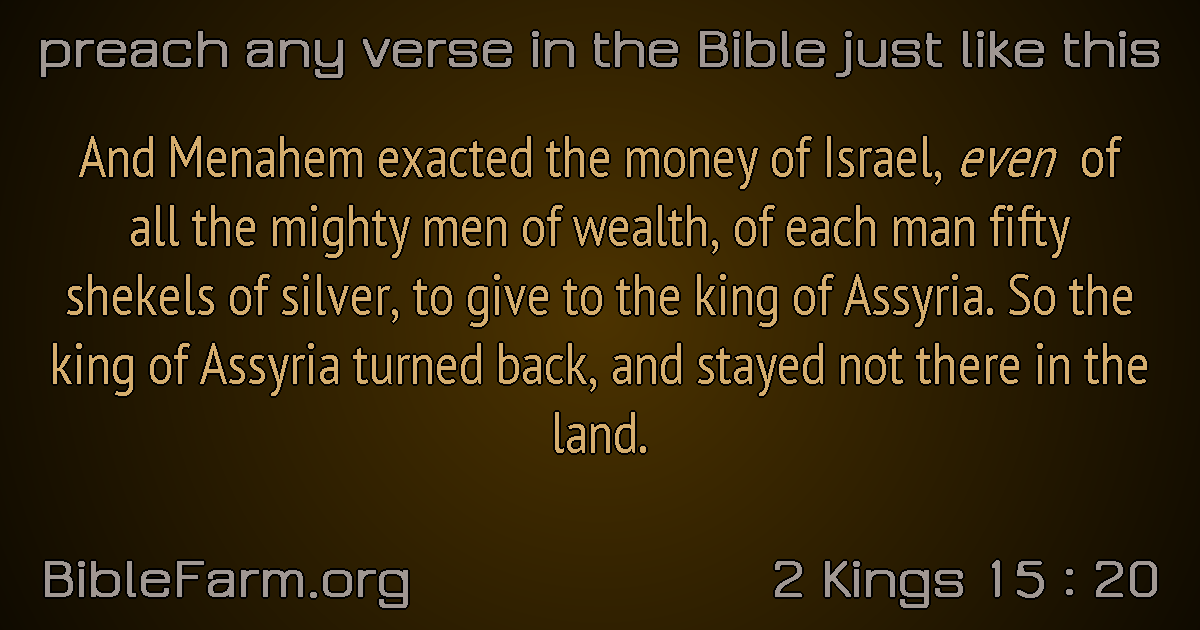 preach any verse in the Bible just like this
And Menahem exacted the money of Israel, even of
all the mighty men of wealth, of each man fifty
shekels of silver, to give to the king of Assyria. So the
king of Assyria turned back, and stayed not there in the
land.
BibleFarm.org
2 Kings 15 : 20